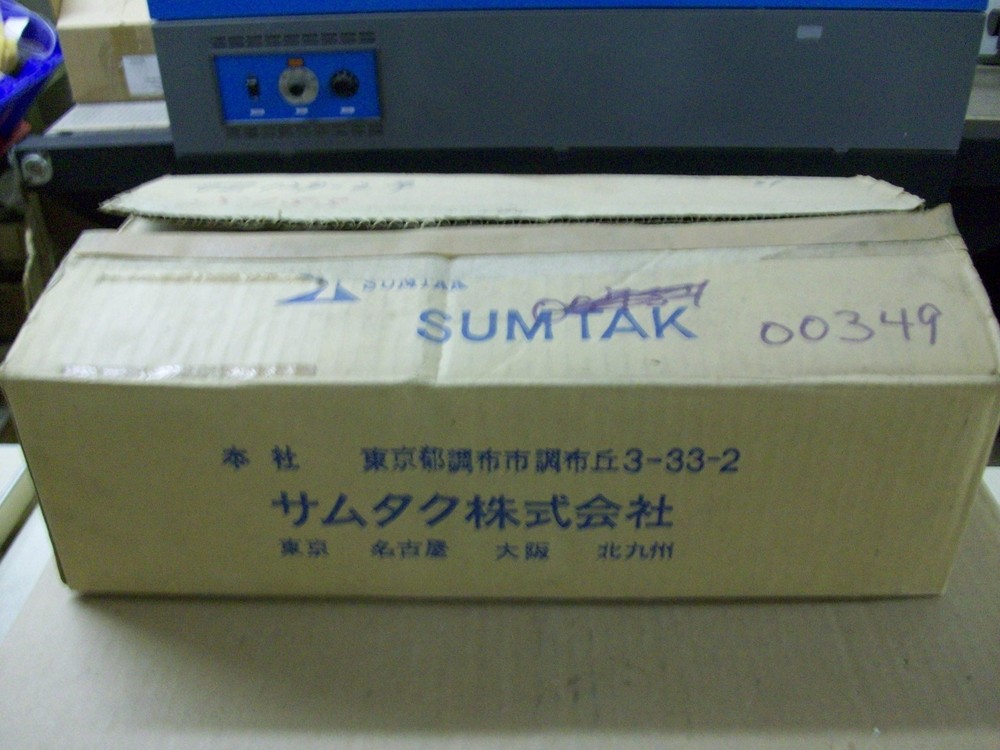 SUMTAK
SUMTAK
00349
本社 東京都調布市調布丘3-33-2
サムタク株式会社
東京 名古屋 大阪 北九州